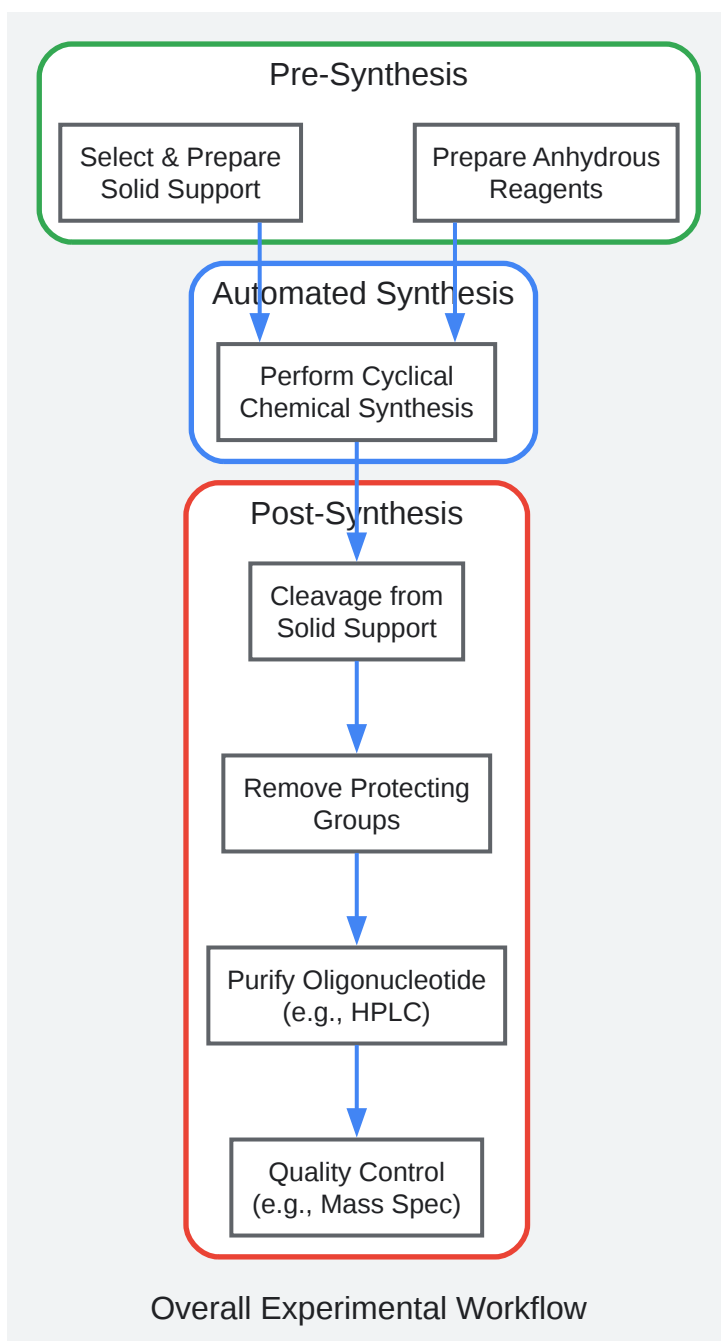 Pre-Synthesis
Select & Prepare
Solid Support
Prepare Anhydrous
Reagents
Automated Synthesis
Perform Cyclical
Chemical Synthesis
Post-Synthesis
Cleavage from
Solid Support
Remove Protecting
Groups
Purify Oligonucleotide
(e.g., HPLC)
Quality Control
(e.g., Mass Spec)
Overall Experimental Workflow